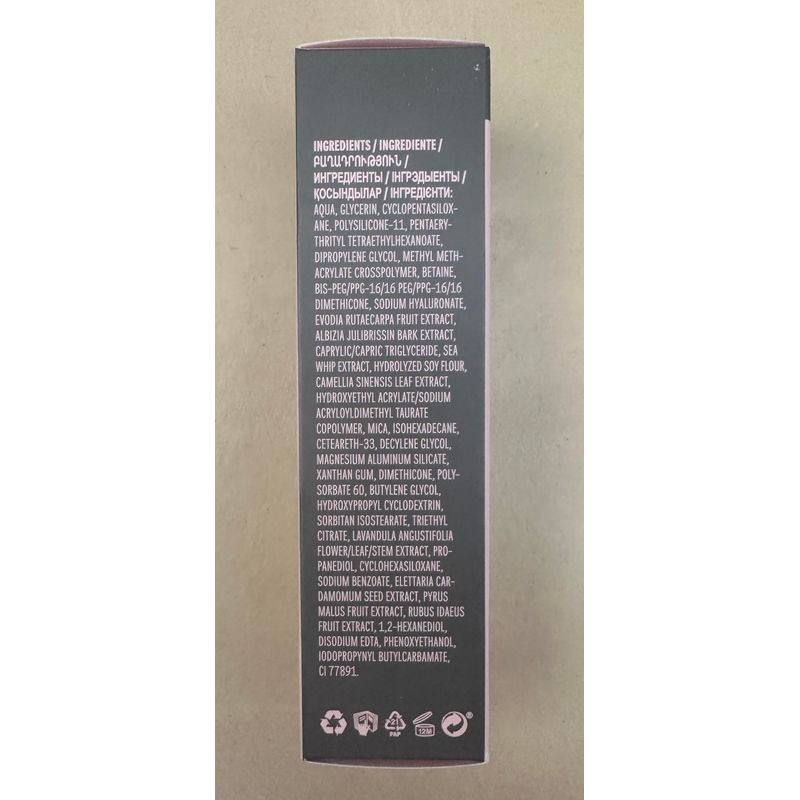 INGREDIENTS / INGREDIENTE /
ԲԱՂԱԴՐՈՒԹՅՈՒՆ /
ИНГРЕДИЕНТЫ / ІНГРЭДЫЕНТЫ /
ҚОСЫНДЫЛАР / ІНГРЕДІЄНТИ:
AQUA, GLYCERIN, CYCLOPENTASILOX-
ANE, POLYSILICONE-11, PENTAERY-
THRITYL TETRAETHYLHEXANOATE,
DIPROPYLENE GLYCOL, METHYL METH-
ACRYLATE CROSSPOLYMER, BETAINE,
BIS-PEG/PPG-16/16 PEG/PPG-16/16
DIMETHICONE, SODIUM HYALURONATE,
EVODIA RUTAECARPA FRUIT EXTRACT,
ALBIZIA JULIBRISSIN BARK EXTRACT,
CAPRYLIC/CAPRIC TRIGLYCERIDE, SEA
WHIP EXTRACT, HYDROLYZED SOY FLOUR,
CAMELLIA SINENSIS LEAF EXTRACT,
HYDROXYETHYL ACRYLATE/SODIUM
ACRYLOYLDIMETHYL TAURATE
COPOLYMER, MICA, ISOHEXADECANE,
CETEARETH-33, DECYLENE GLYCOL,
MAGNESIUM ALUMINUM SILICATE,
XANTHAN GUM, DIMETHICONE, POLY-
SORBATE 60, BUTYLENE GLYCOL,
HYDROXYPROPYL CYCLODEXTRIN,
SORBITAN ISOSTEARATE, TRIETHYL
CITRATE, LAVANDULA ANGUSTIFOLIA
FLOWER/LEAF/STEM EXTRACT, PRO-
PANEDIOL, CYCLOHEXASILOXANE,
SODIUM BENZOATE, ELETTARIA CAR-
DAMOMUM SEED EXTRACT, PYRUS
MALUS FRUIT EXTRACT, RUBUS IDAEUS
FRUIT EXTRACT, 1,2-HEXANEDIOL,
DISODIUM EDTA, PHENOXYETHANOL,
IODOPROPYNYL BUTYLCARBAMATE,
CI 77891.
21 12M ®
PAP